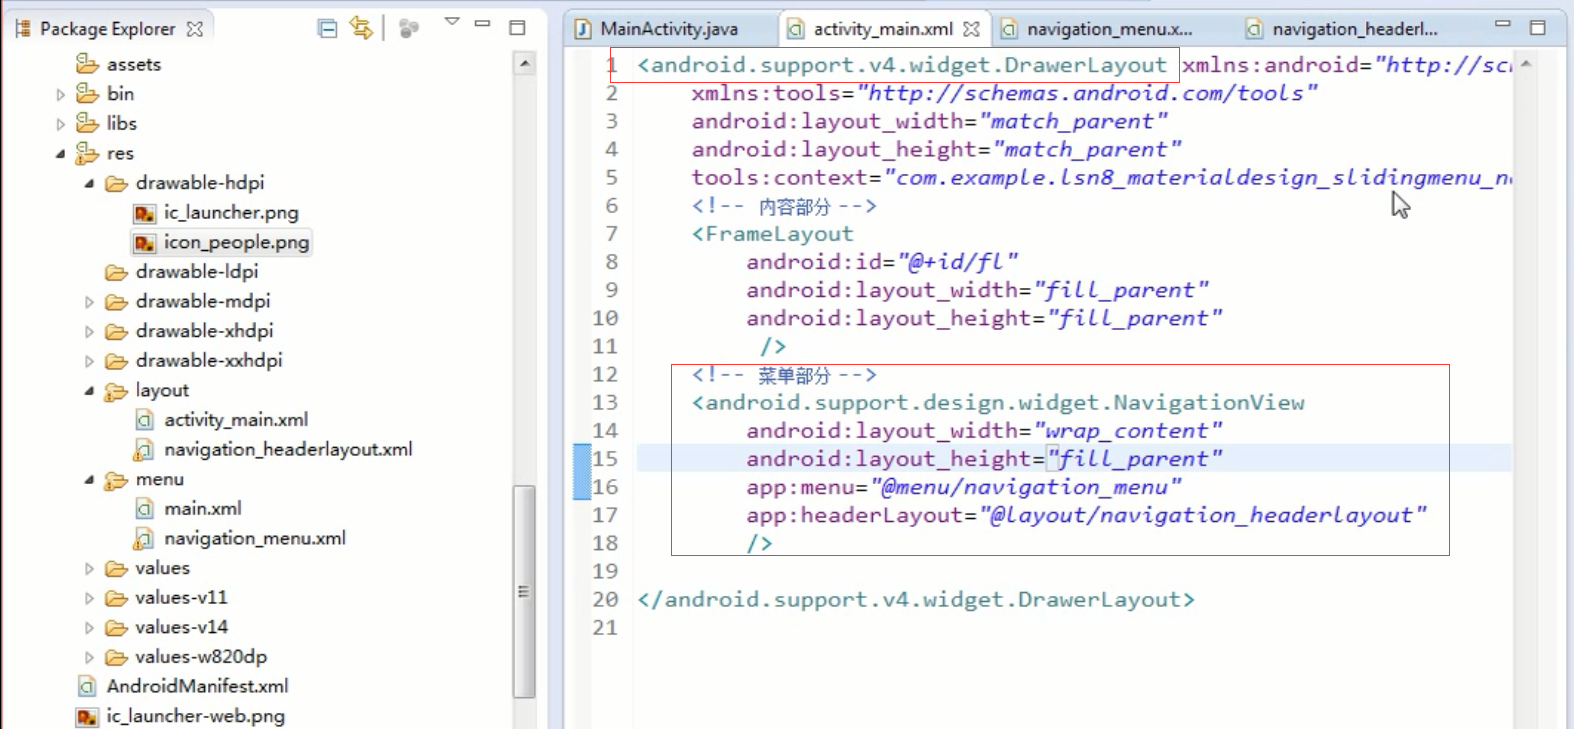 Package Explorer
assets
bin
libs
res
drawable-hdpi
ic_launcher.png
icon_people.png
drawable-ldpi
drawable-mdpi
drawable-xhdpi
drawable-xxhdpi
layout
activity_main.xml
navigation_headerlayout.xml
menu
main.xml
navigation_menu.xml
values
values-v11
values-v14
values-w820dp
AndroidManifest.xml
ic_launcher-web.png
MainActivity.java
activity_main.xml
navigation_menu.x...
navigation_headerl...
1 <android.support.v4.widget.DrawerLayout xmlns:android="http://sc
2 xmlns:tools="http://schemas.android.com/tools"
3 android:layout_width="match_parent"
4 android:layout_height="match_parent"
5 tools:context="com.example.lsn8_materialdesign_slidingmenu_n
6 <!-- 内容部分 -->
7 <FrameLayout
8 android:id="@+id/fl"
9 android:layout_width="fill_parent"
10 android:layout_height="fill_parent"
11 />
12 <!-- 菜单部分 -->
13 <android.support.design.widget.NavigationView
14 android:layout_width="wrap_content"
15 android:layout_height="fill_parent"
16 app:menu="@menu/navigation_menu"
17 app:headerLayout="@layout/navigation_headerlayout"
18 />
19
20 </android.support.v4.widget.DrawerLayout>
21